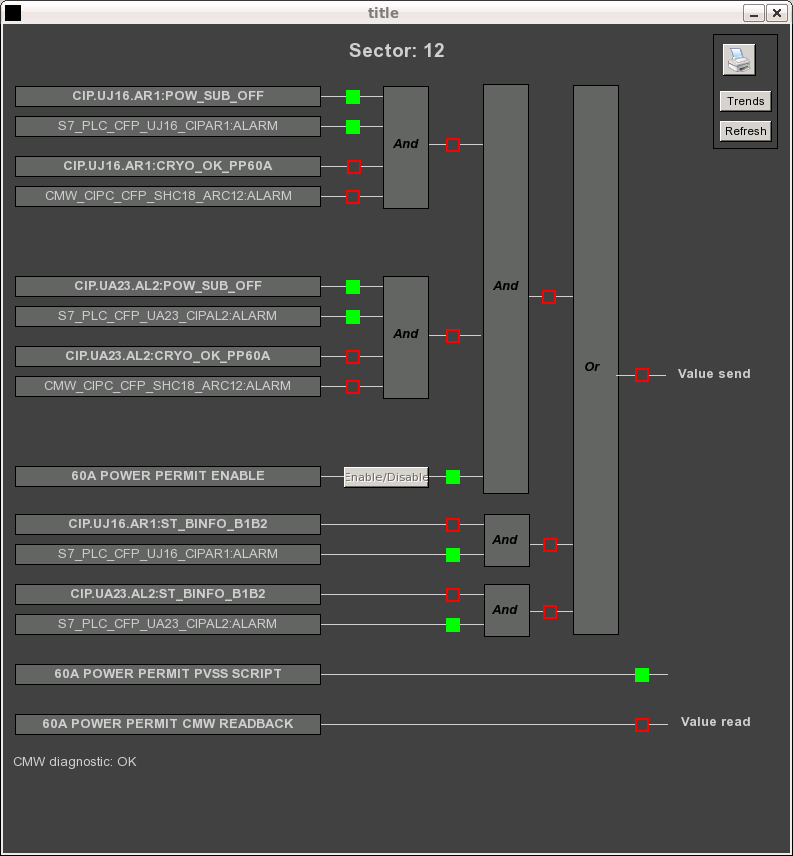 title
Sector: 12
Trends
Refresh
CIP.UJ16.AR1:POW_SUB_OFF
S7_PLC_CFP_UJ16_CIPAR1:ALARM
And
CIP.UJ16.AR1:CRYO_OK_PP60A
CMW_CIPC_CFP_SHC18_ARC12:ALARM
CIP.UA23.AL2:POW_SUB_OFF
And
S7_PLC_CFP_UA23_CIPAL2:ALARM
And
CIP.UA23.AL2:CRYO_OK_PP60A
Or
Value send
CMW_CIPC_CFP_SHC18_ARC12:ALARM
60A POWER PERMIT ENABLE
Enable/Disable
CIP.UJ16.AR1:ST_BINFO_B1B2
And
S7_PLC_CFP_UJ16_CIPAR1:ALARM
CIP.UA23.AL2:ST_BINFO_B1B2
And
S7_PLC_CFP_UA23_CIPAL2:ALARM
60A POWER PERMIT PVSS SCRIPT
60A POWER PERMIT CMW READBACK
Value read
CMW diagnostic: OK